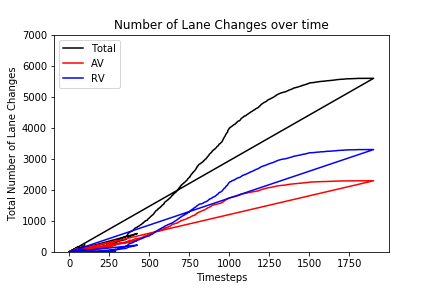 Number of Lane Changes over time
Total Number of Lane Changes
7000
6000
5000
4000
3000
2000
1000
0
Total
AV
RV
0
250
500
750
1000
1250
1500
1750
Timesteps